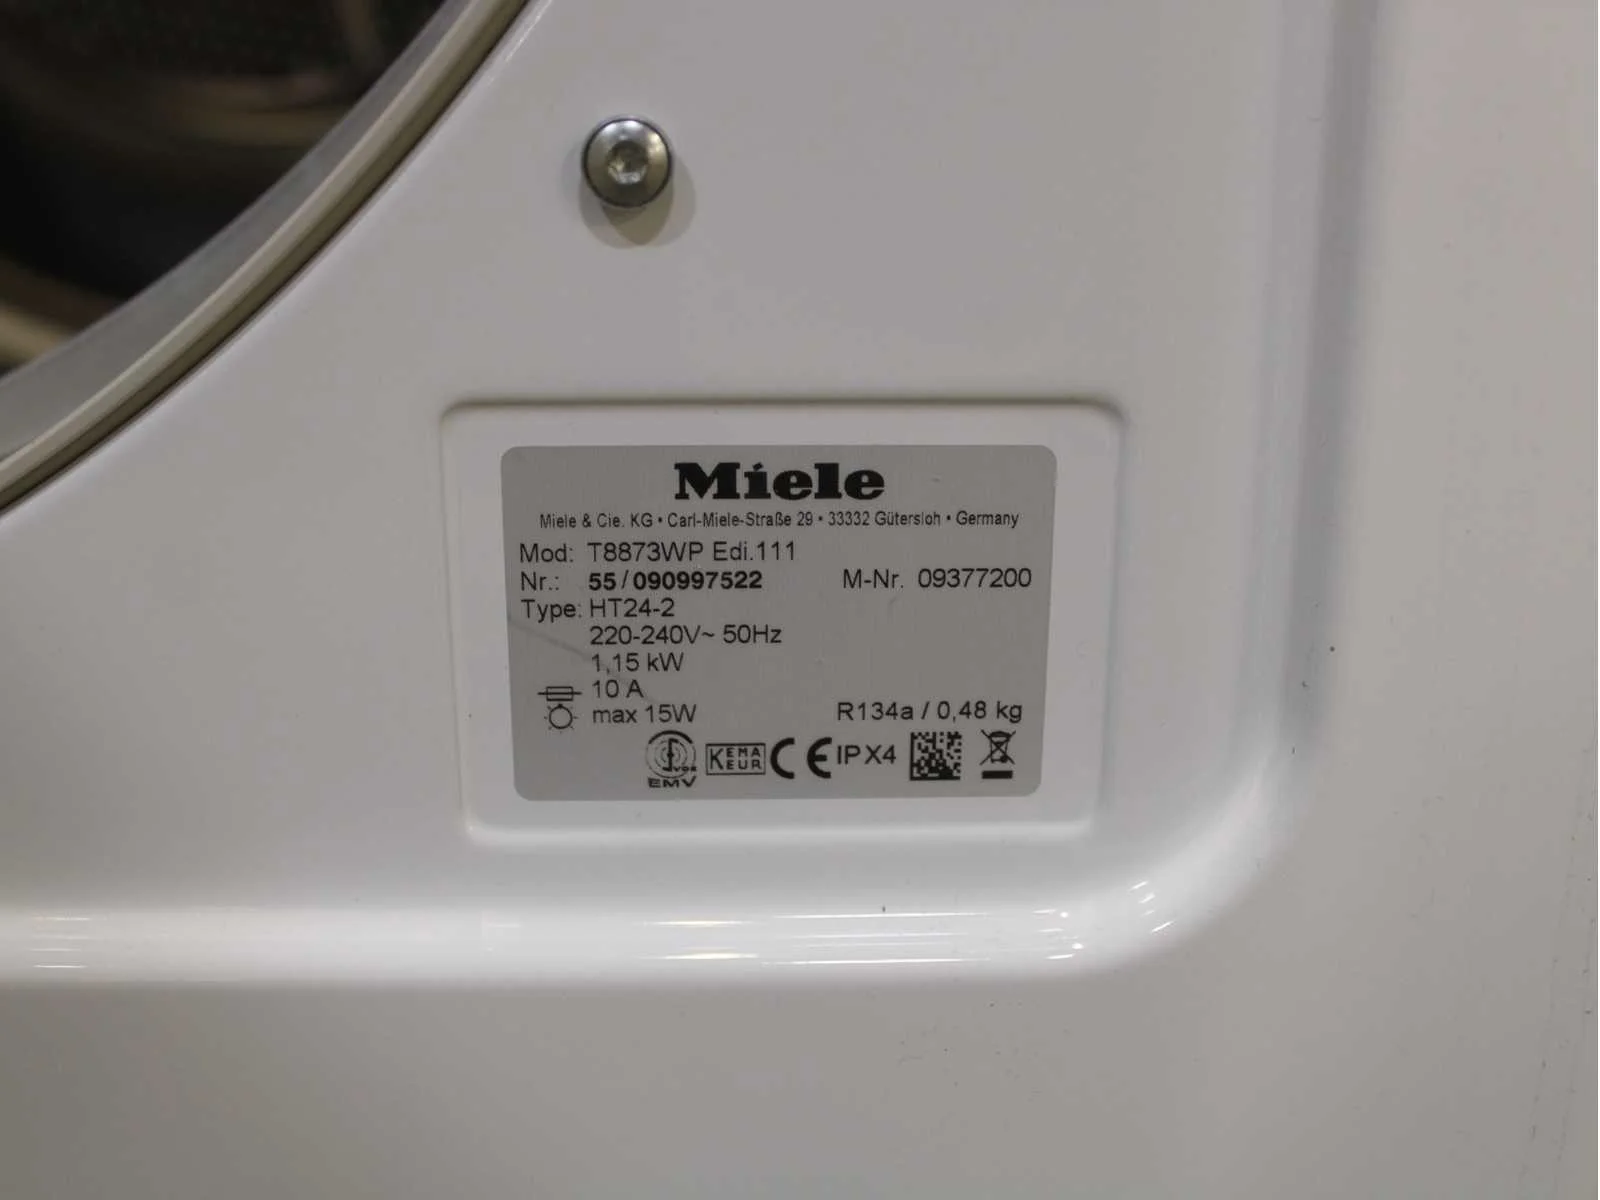 Miele
Miele & Cie. KG • Carl-Miele-Straße 29 • 33332 Gütersloh • Germany
Mod: T8873WP Edi.111
Nr.: 55/090997522 M-Nr. 09377200
Type: HT24-2
220-240V~ 50Hz
1,15 kW
10 A
max 15W R134a / 0,48 kg
VDE
EMV
KEMA
EUR
CE IPX4